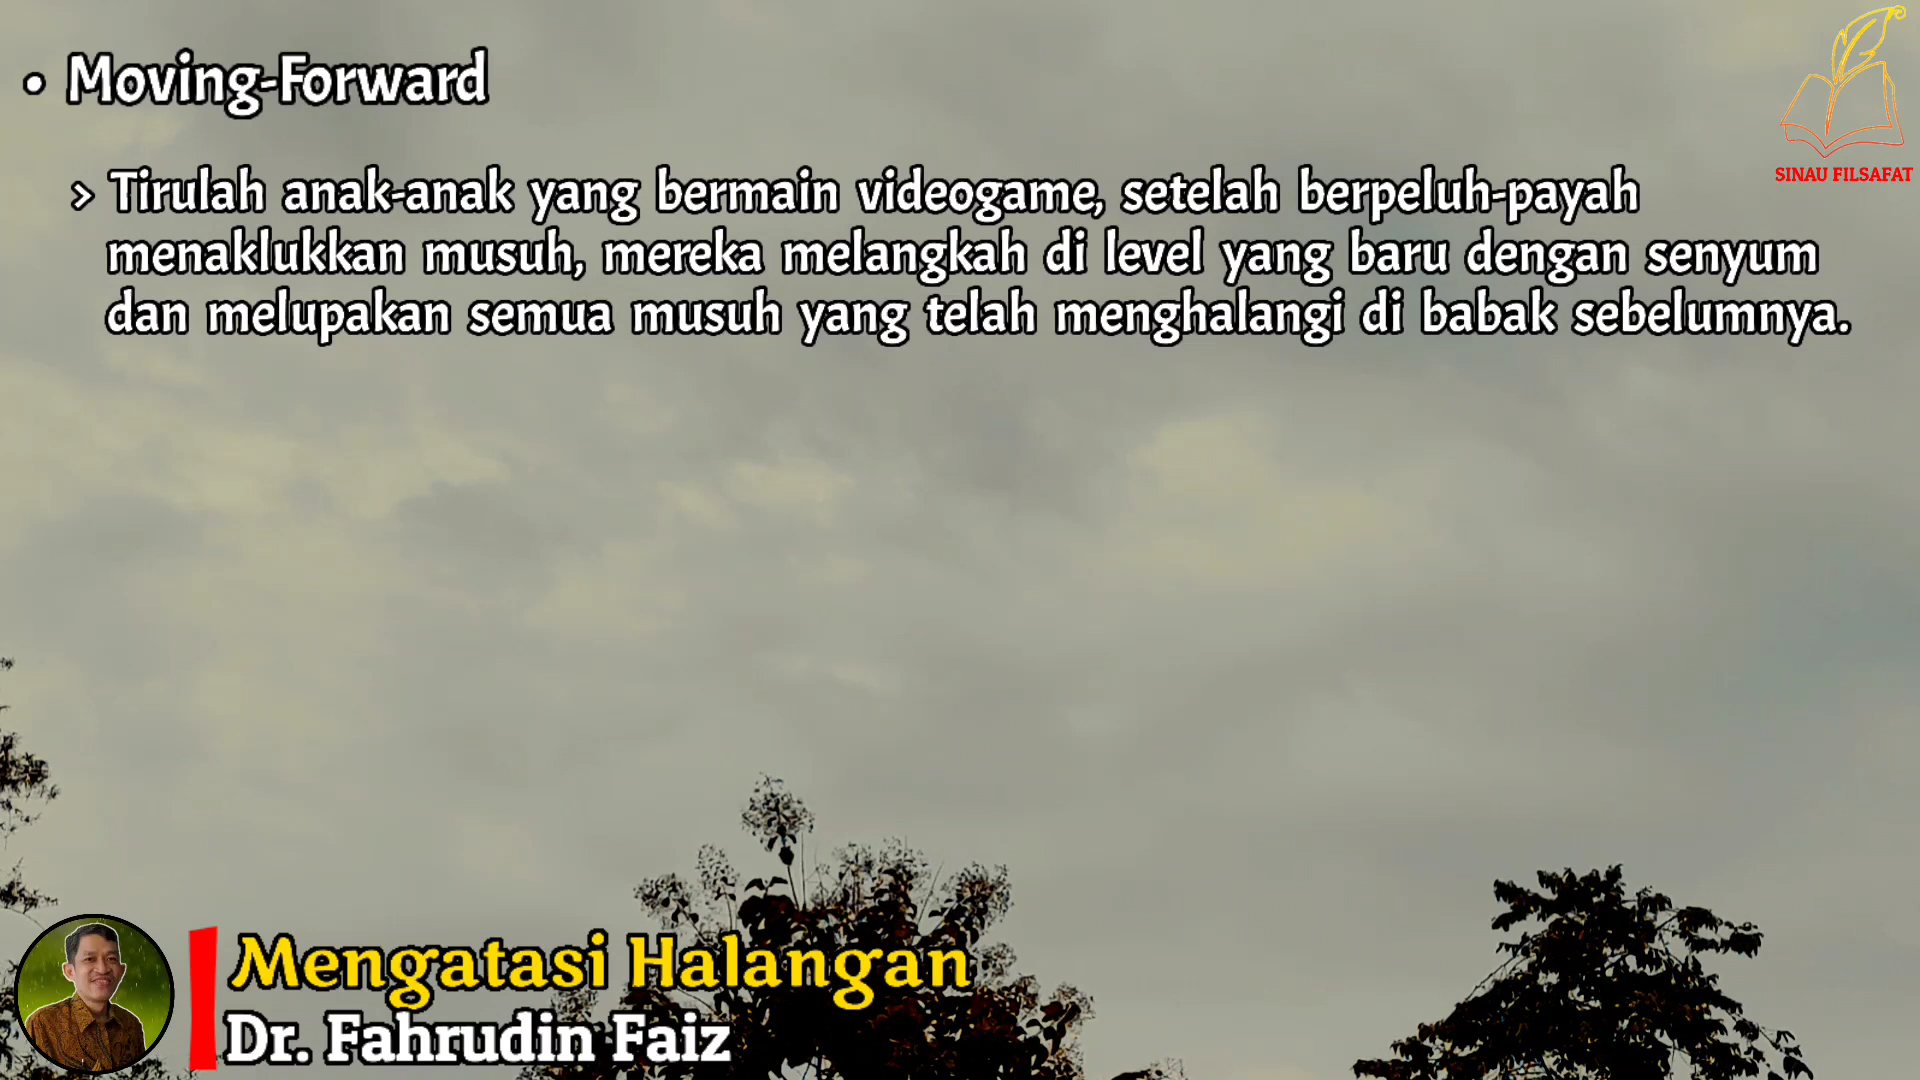 • Moving-Forward
SINAU FILSAFAT
> Tirulah anak-anak yang bermain videogame, setelah berpeluh-payah
menaklukkan musuh, mereka melangkah di level yang baru dengan senyum
dan melupakan semua musuh yang telah menghalangi di babak sebelumnya.
Mengatasi Halangan
Dr. Fahrudin Faiz